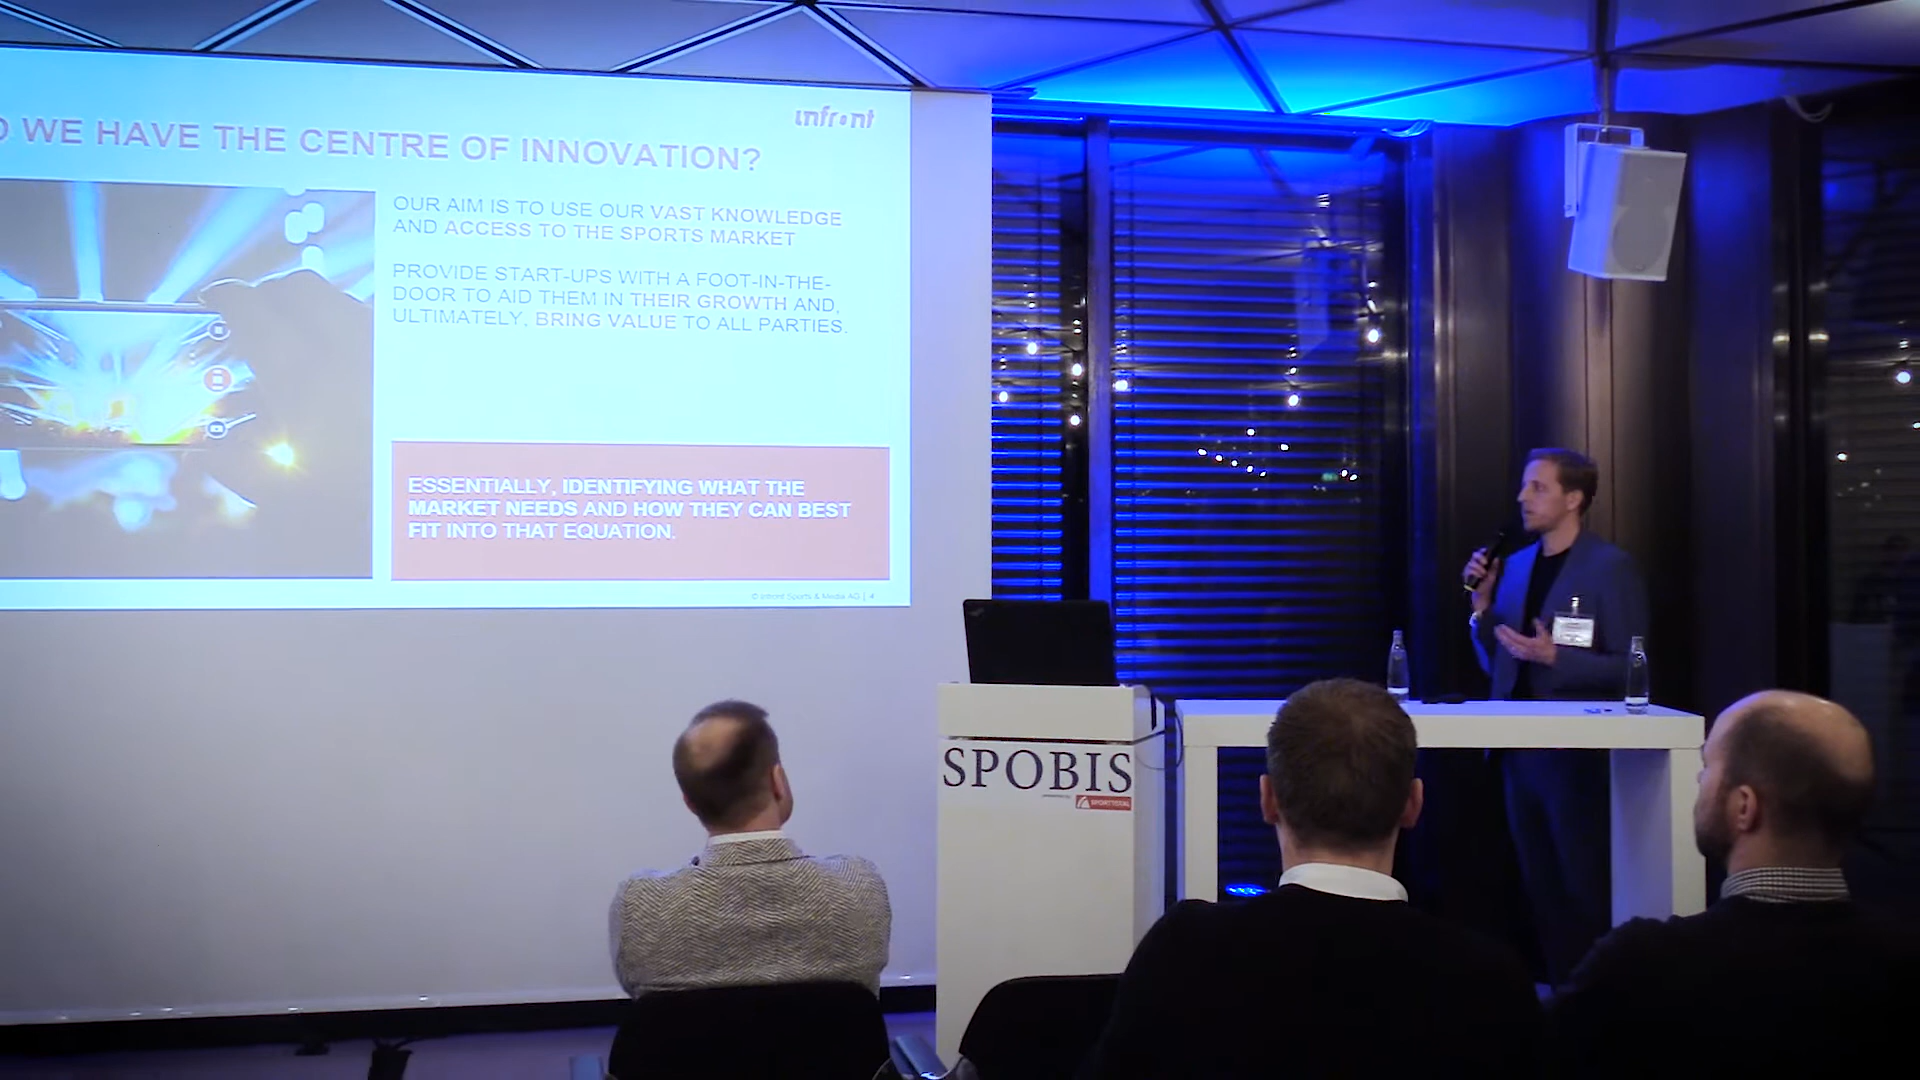 infront
WE HAVE THE CENTRE OF INNOVATION?
OUR AIM IS TO USE OUR VAST KNOWLEDGE
AND ACCESS TO THE SPORTS MARKET
PROVIDE START-UPS WITH A FOOT-IN-THE-
DOOR TO AID THEM IN THEIR GROWTH AND,
ULTIMATELY, BRING VALUE TO ALL PARTIES.
ESSENTIALLY, IDENTIFYING WHAT THE
MARKET NEEDS AND HOW THEY CAN BEST
FIT INTO THAT EQUATION.
© Infront Sports & Media AG | 4
SPOBIS
SPORTTOTAL